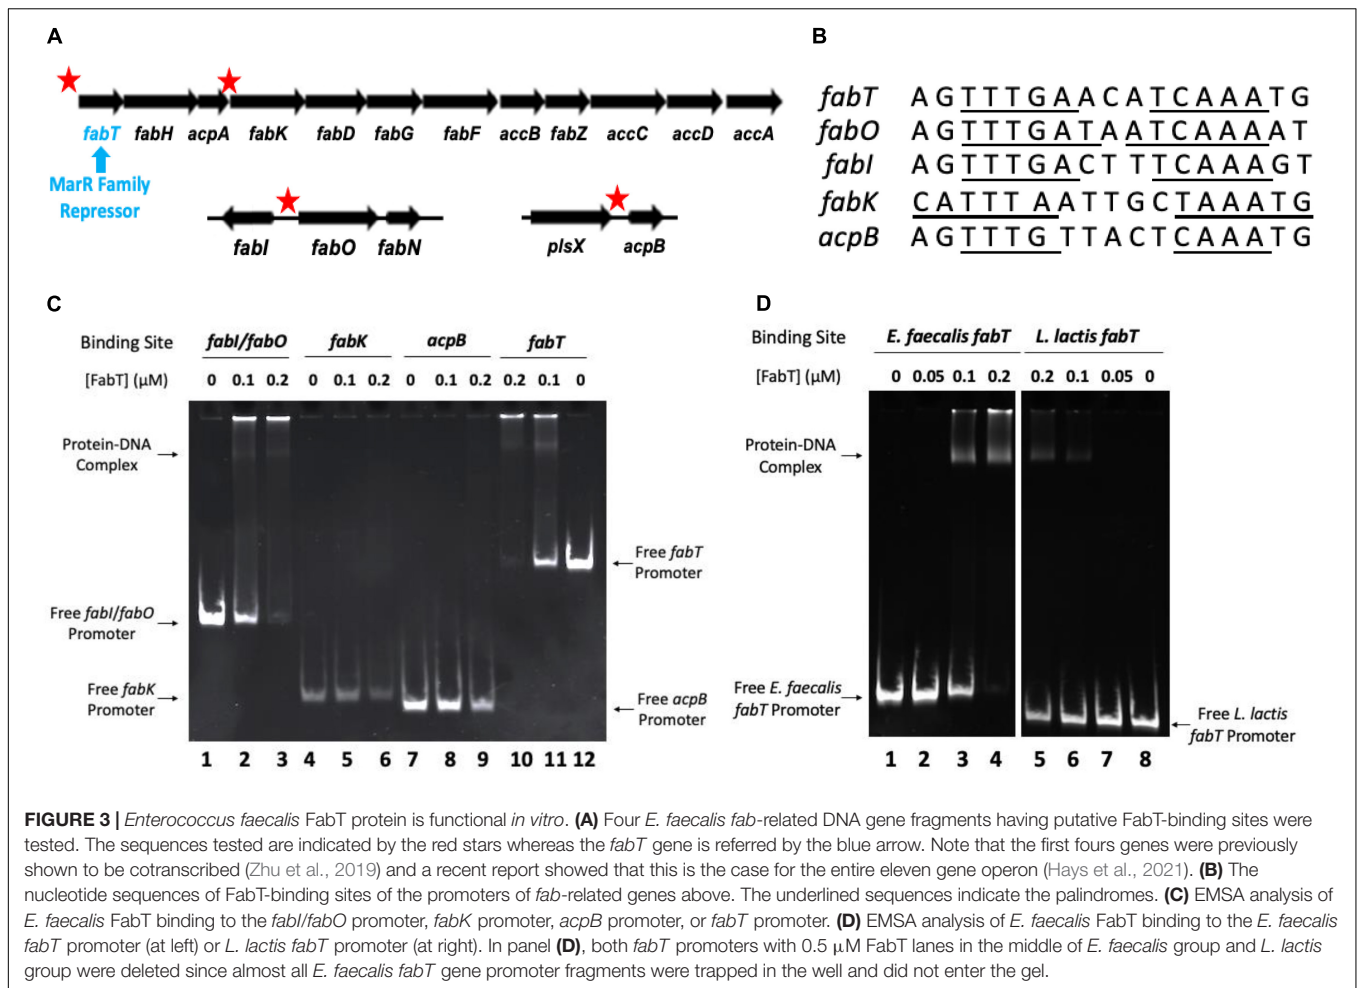 A
fabT fabH acpA fabK fabD fabG fabF accB fabZ accC accD accA
MarR Family
Repressor
fabI fabO fabN
plsX acpB
B
fabT AGTTTGAACATCAAATG
fabO AGTTTGATAATCAAAAT
fabI AGTTTGACTTTCAAAGT
fabK CATTTAATTGCTAAATG
acpB AGTTTGTTACTCAAATG
C
Binding Site fabI/fabO fabK acpB fabT
[FabT] (μM) 0 0.1 0.2 0 0.1 0.2 0 0.1 0.2 0.2 0.1 0
Protein-DNA
Complex
Free fabT
Promoter
Free fabI/fabO
Promoter
Free fabK
Promoter
Free acpB
Promoter
1 2 3 4 5 6 7 8 9 10 11 12
D
Binding Site E. faecalis fabT L. lactis fabT
[FabT] (μM) 0 0.05 0.1 0.2 0.2 0.1 0.05 0
Protein-DNA
Complex
Free E. faecalis
fabT Promoter
Free L. lactis
fabT Promoter
1 2 3 4 5 6 7 8
FIGURE 3 | Enterococcus faecalis FabT protein is functional in vitro. (A) Four E. faecalis fab-related DNA gene fragments having putative FabT-binding sites were
tested. The sequences tested are indicated by the red stars whereas the fabT gene is referred by the blue arrow. Note that the first fours genes were previously
shown to be cotranscribed (Zhu et al., 2019) and a recent report showed that this is the case for the entire eleven gene operon (Hays et al., 2021). (B) The
nucleotide sequences of FabT-binding sites of the promoters of fab-related genes above. The underlined sequences indicate the palindromes. (C) EMSA analysis of
E. faecalis FabT binding to the fabI/fabO promoter, fabK promoter, acpB promoter, or fabT promoter. (D) EMSA analysis of E. faecalis FabT binding to the E. faecalis
fabT promoter (at left) or L. lactis fabT promoter (at right). In panel (D), both fabT promoters with 0.5 μM FabT lanes in the middle of E. faecalis group and L. lactis
group were deleted since almost all E. faecalis fabT gene promoter fragments were trapped in the well and did not enter the gel.